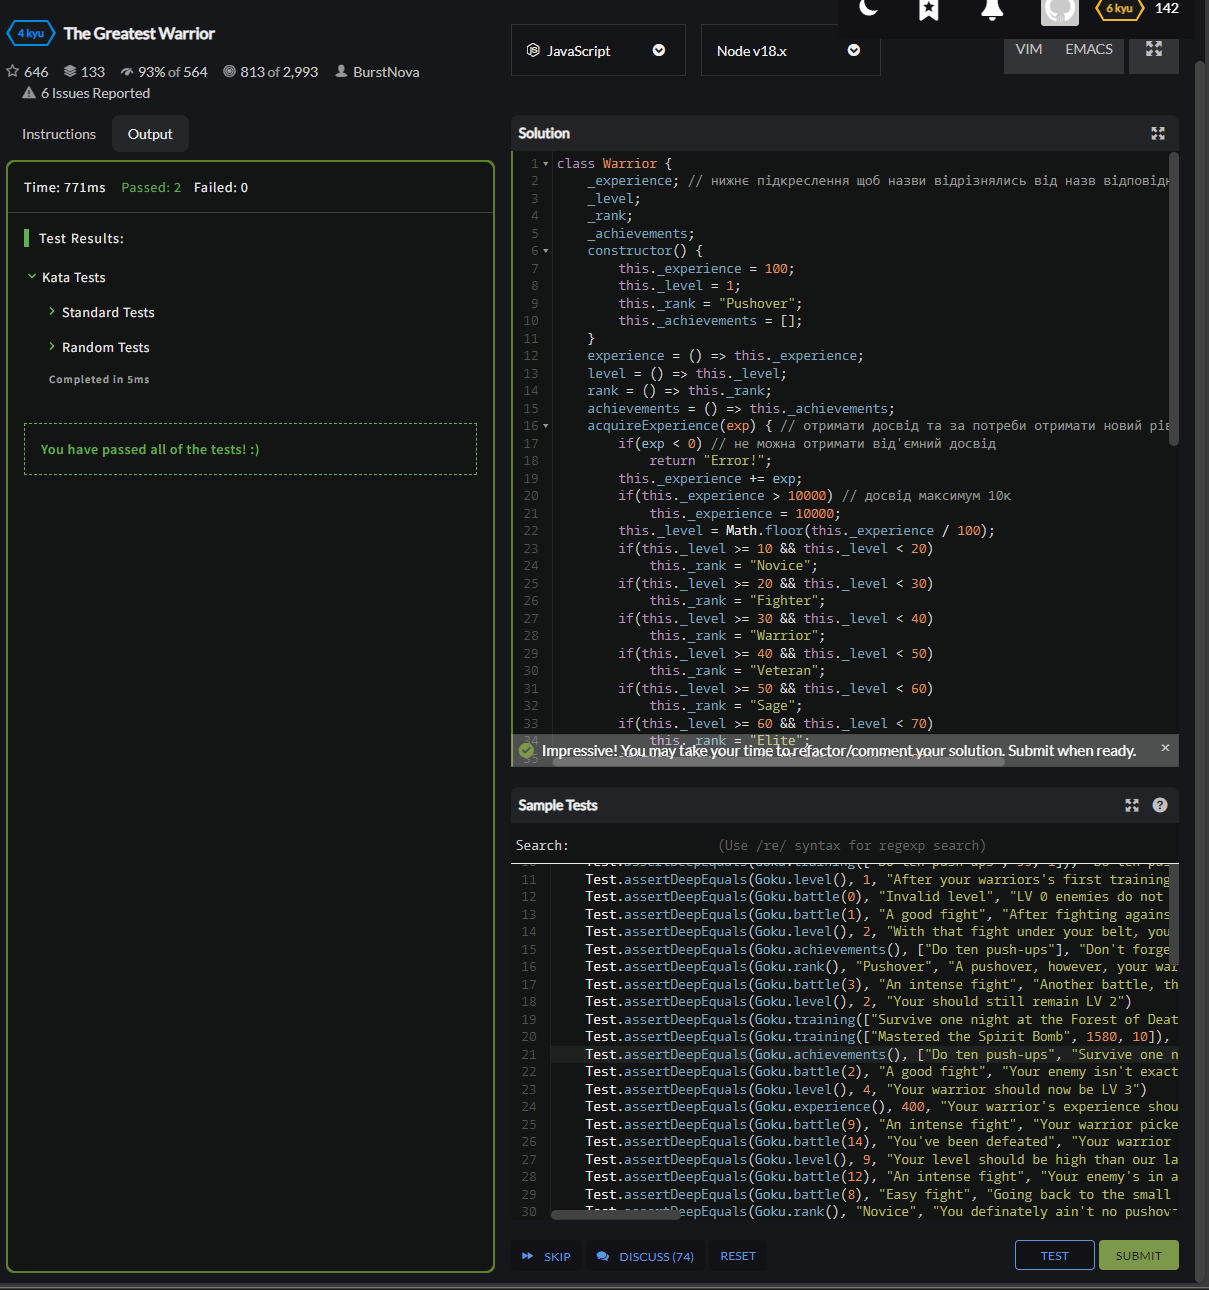 4 kyu The Greatest Warrior
646 133 93% of 564 813 of 2,993 BurstNova
6 Issues Reported
Instructions Output
Time: 771ms Passed: 2 Failed: 0
Test Results:
Kata Tests
Standard Tests
Random Tests
Completed in 5ms
You have passed all of the tests! :)
6 kyu 142
JavaScript Node v18.x VIM EMACS
Solution
1 class Warrior {
2 _experience; // нижнє підкреслення щоб назви відрізнялись від назв
3 _level;
4 _rank;
5 _achievements;
6 constructor() {
7 this._experience = 100;
8 this._level = 1;
9 this._rank = "Pushover";
10 this._achievements = [];
11 }
12 experience = () => this._experience;
13 level = () => this._level;
14 rank = () => this._rank;
15 achievements = () => this._achievements;
16 acquireExperience(exp) { // отримати досвід та за потреби отримати новий
17 if(exp < 0) // не можна отримати від'ємний досвід
18 return "Error!";
19 this._experience += exp;
20 if(this._experience > 10000) // досвід максимум 10к
21 this._experience = 10000;
22 this._level = Math.floor(this._experience / 100);
23 if(this._level >= 10 && this._level < 20)
24 this._rank = "Novice";
25 if(this._level >= 20 && this._level < 30)
26 this._rank = "Fighter";
27 if(this._level >= 30 && this._level < 40)
28 this._rank = "Warrior";
29 if(this._level >= 40 && this._level < 50)
30 this._rank = "Veteran";
31 if(this._level >= 50 && this._level < 60)
32 this._rank = "Sage";
33 if(this._level >= 60 && this._level < 70)
34 this._rank = "Elite";
Impressive! You may take your time to refactor/comment your solution. Submit when ready.
Sample Tests
Search: (Use /re/ syntax for regexp search)
11 Test.assertDeepEquals(Goku.level(), 1, "After your warriors's first training
12 Test.assertDeepEquals(Goku.battle(0), "Invalid level", "LV 0 enemies do not
13 Test.assertDeepEquals(Goku.battle(1), "A good fight", "After fighting
14 Test.assertDeepEquals(Goku.level(), 2, "With that fight under your belt,
15 Test.assertDeepEquals(Goku.achievements(), ["Do ten push-ups"], "Don't
16 Test.assertDeepEquals(Goku.rank(), "Pushover", "A pushover, however, your
17 Test.assertDeepEquals(Goku.battle(3), "An intense fight", "Another battle,
18 Test.assertDeepEquals(Goku.level(), 2, "Your should still remain LV 2")
19 Test.assertDeepEquals(Goku.training(["Survive one night at the Forest of
20 Test.assertDeepEquals(Goku.training(["Mastered the Spirit Bomb", 1580, 10]),
21 Test.assertDeepEquals(Goku.achievements(), ["Do ten push-ups", "Survive one
22 Test.assertDeepEquals(Goku.battle(2), "A good fight", "Your enemy isn't
23 Test.assertDeepEquals(Goku.level(), 4, "Your warrior should now be LV 3")
24 Test.assertDeepEquals(Goku.experience(), 400, "Your warrior's experience
25 Test.assertDeepEquals(Goku.battle(9), "An intense fight", "Your warrior
26 Test.assertDeepEquals(Goku.battle(14), "You've been defeated", "Your warrior
27 Test.assertDeepEquals(Goku.level(), 9, "Your level should be high than our
28 Test.assertDeepEquals(Goku.battle(12), "An intense fight", "Your enemy's in
29 Test.assertDeepEquals(Goku.battle(8), "Easy fight", "Going back to the small
30 Test.assertDeepEquals(Goku.rank(), "Novice", "You definately ain't no
SKIP DISCUSS (74) RESET TEST SUBMIT